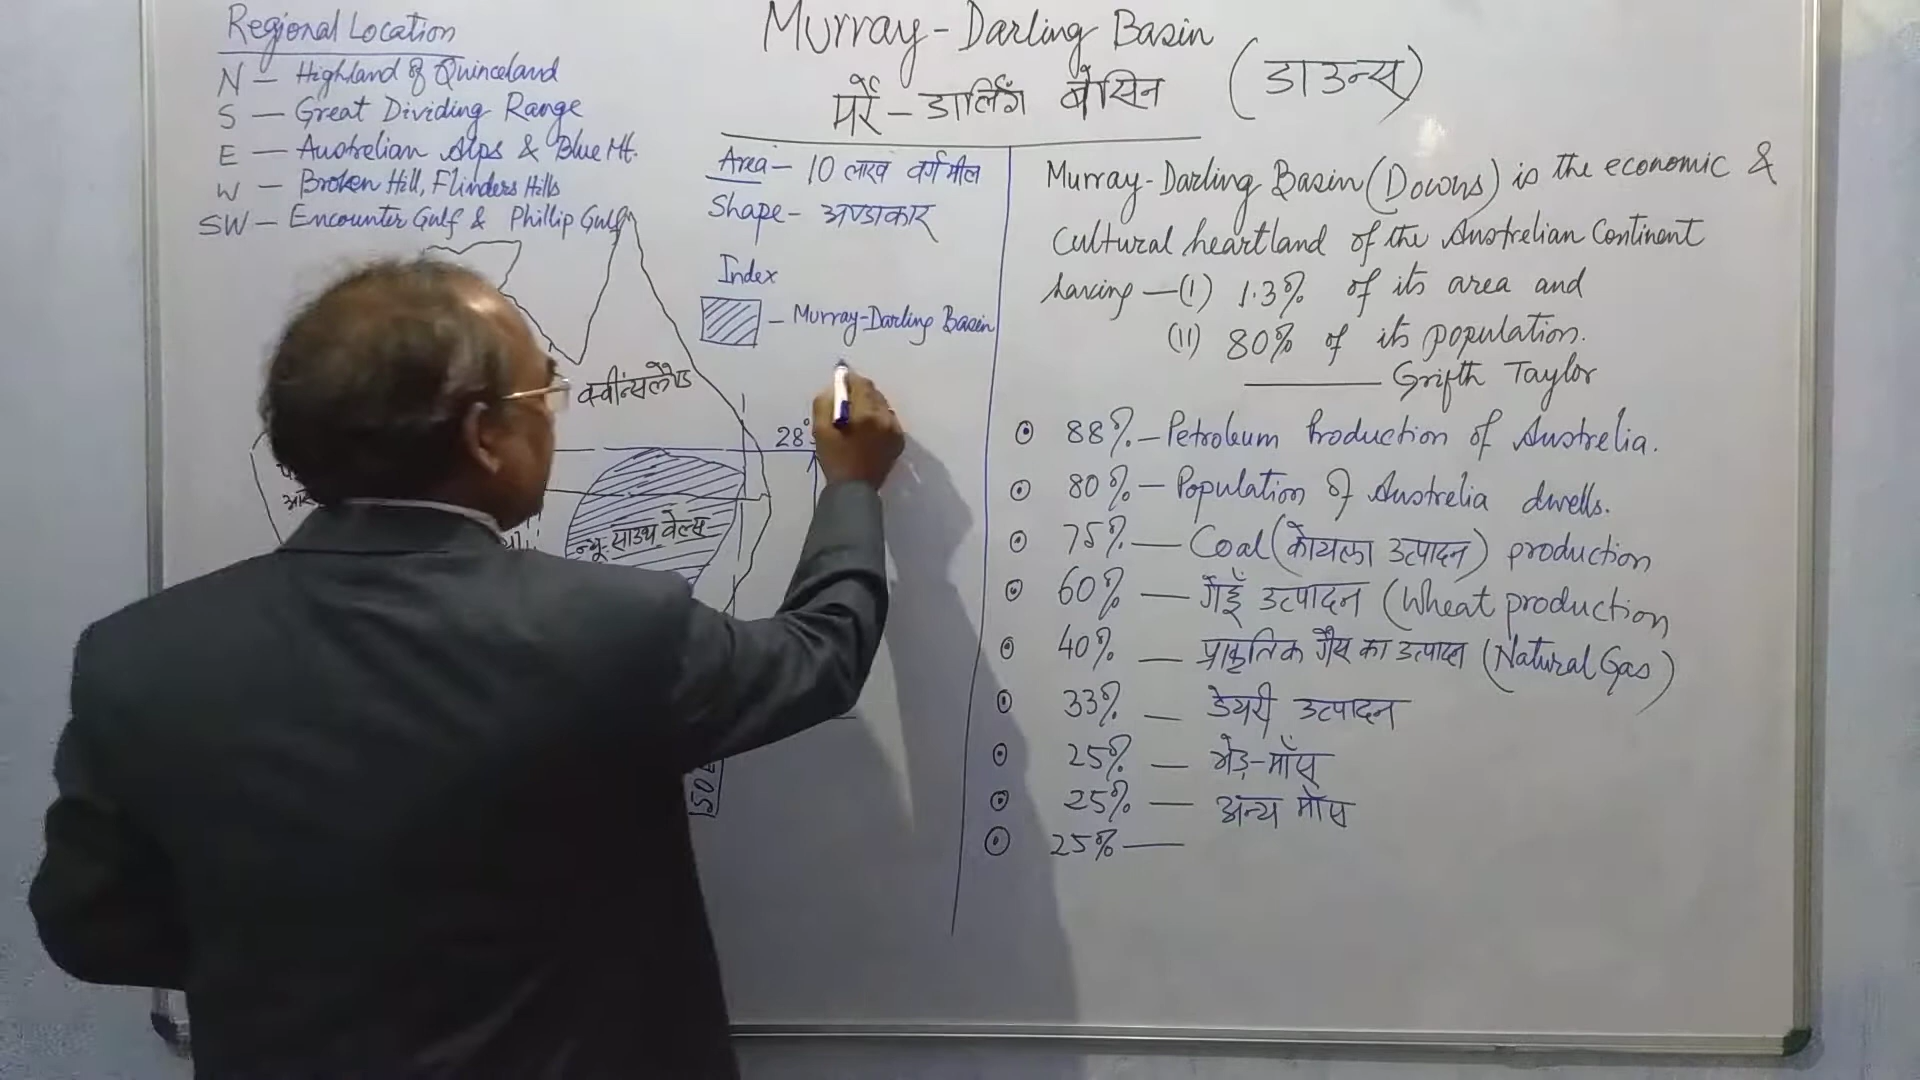 Regional Location
N — Highland of Quinceland
S — Great Dividing Range
E — Austrelian Alps & Blue Mt.
W — Broken Hill, Flinders Hills
SW — Encounter Gulf & Phillip Gulf
Murray-Darling Basin
मर्रे-डार्लिंग बेसिन (डाउन्स)
Area — 10 लाख वर्ग मील
Shape — अण्डाकार
Index
— Murray-Darling Basin
क्वीन्सलैण्ड
28°
न्यू-साउथ वेल्स
Murray-Darling Basin (Downs) is the economic &
Cultural heartland of the Austrelian Continent
having — (I) 1.3% of its area and
(II) 80% of its population.
——— Grifth Taylor
88% — Petroleum Production of Austrelia.
80% — Population of Austrelia dwells.
75% — Coal (कोयला उत्पादन) production
60% — गेहूँ उत्पादन (Wheat production
40% — प्राकृतिक गैस का उत्पादन (Natural Gas)
33% — डेयरी उत्पादन
25% — भेड़-माँस
25% — अन्य माँस
25% —